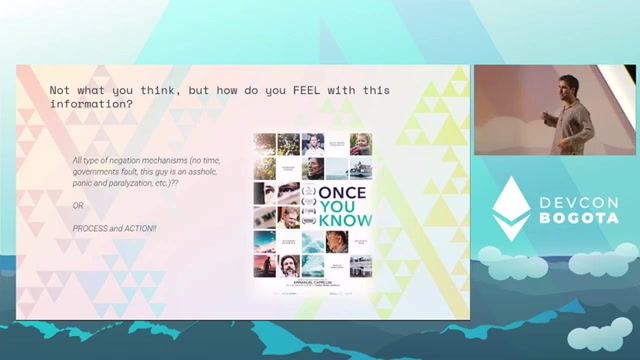 Not what you think, but how do you FEEL with this
information?
All type of negation mechanisms (no time,
governments fault, this guy is an asshole,
panic and paralyzation, etc.)??
OR
PROCESS and ACTION!!
ONCE
YOU
KNOW
EMMANUEL CAPPELLIN
DEVCON
BOGOTA